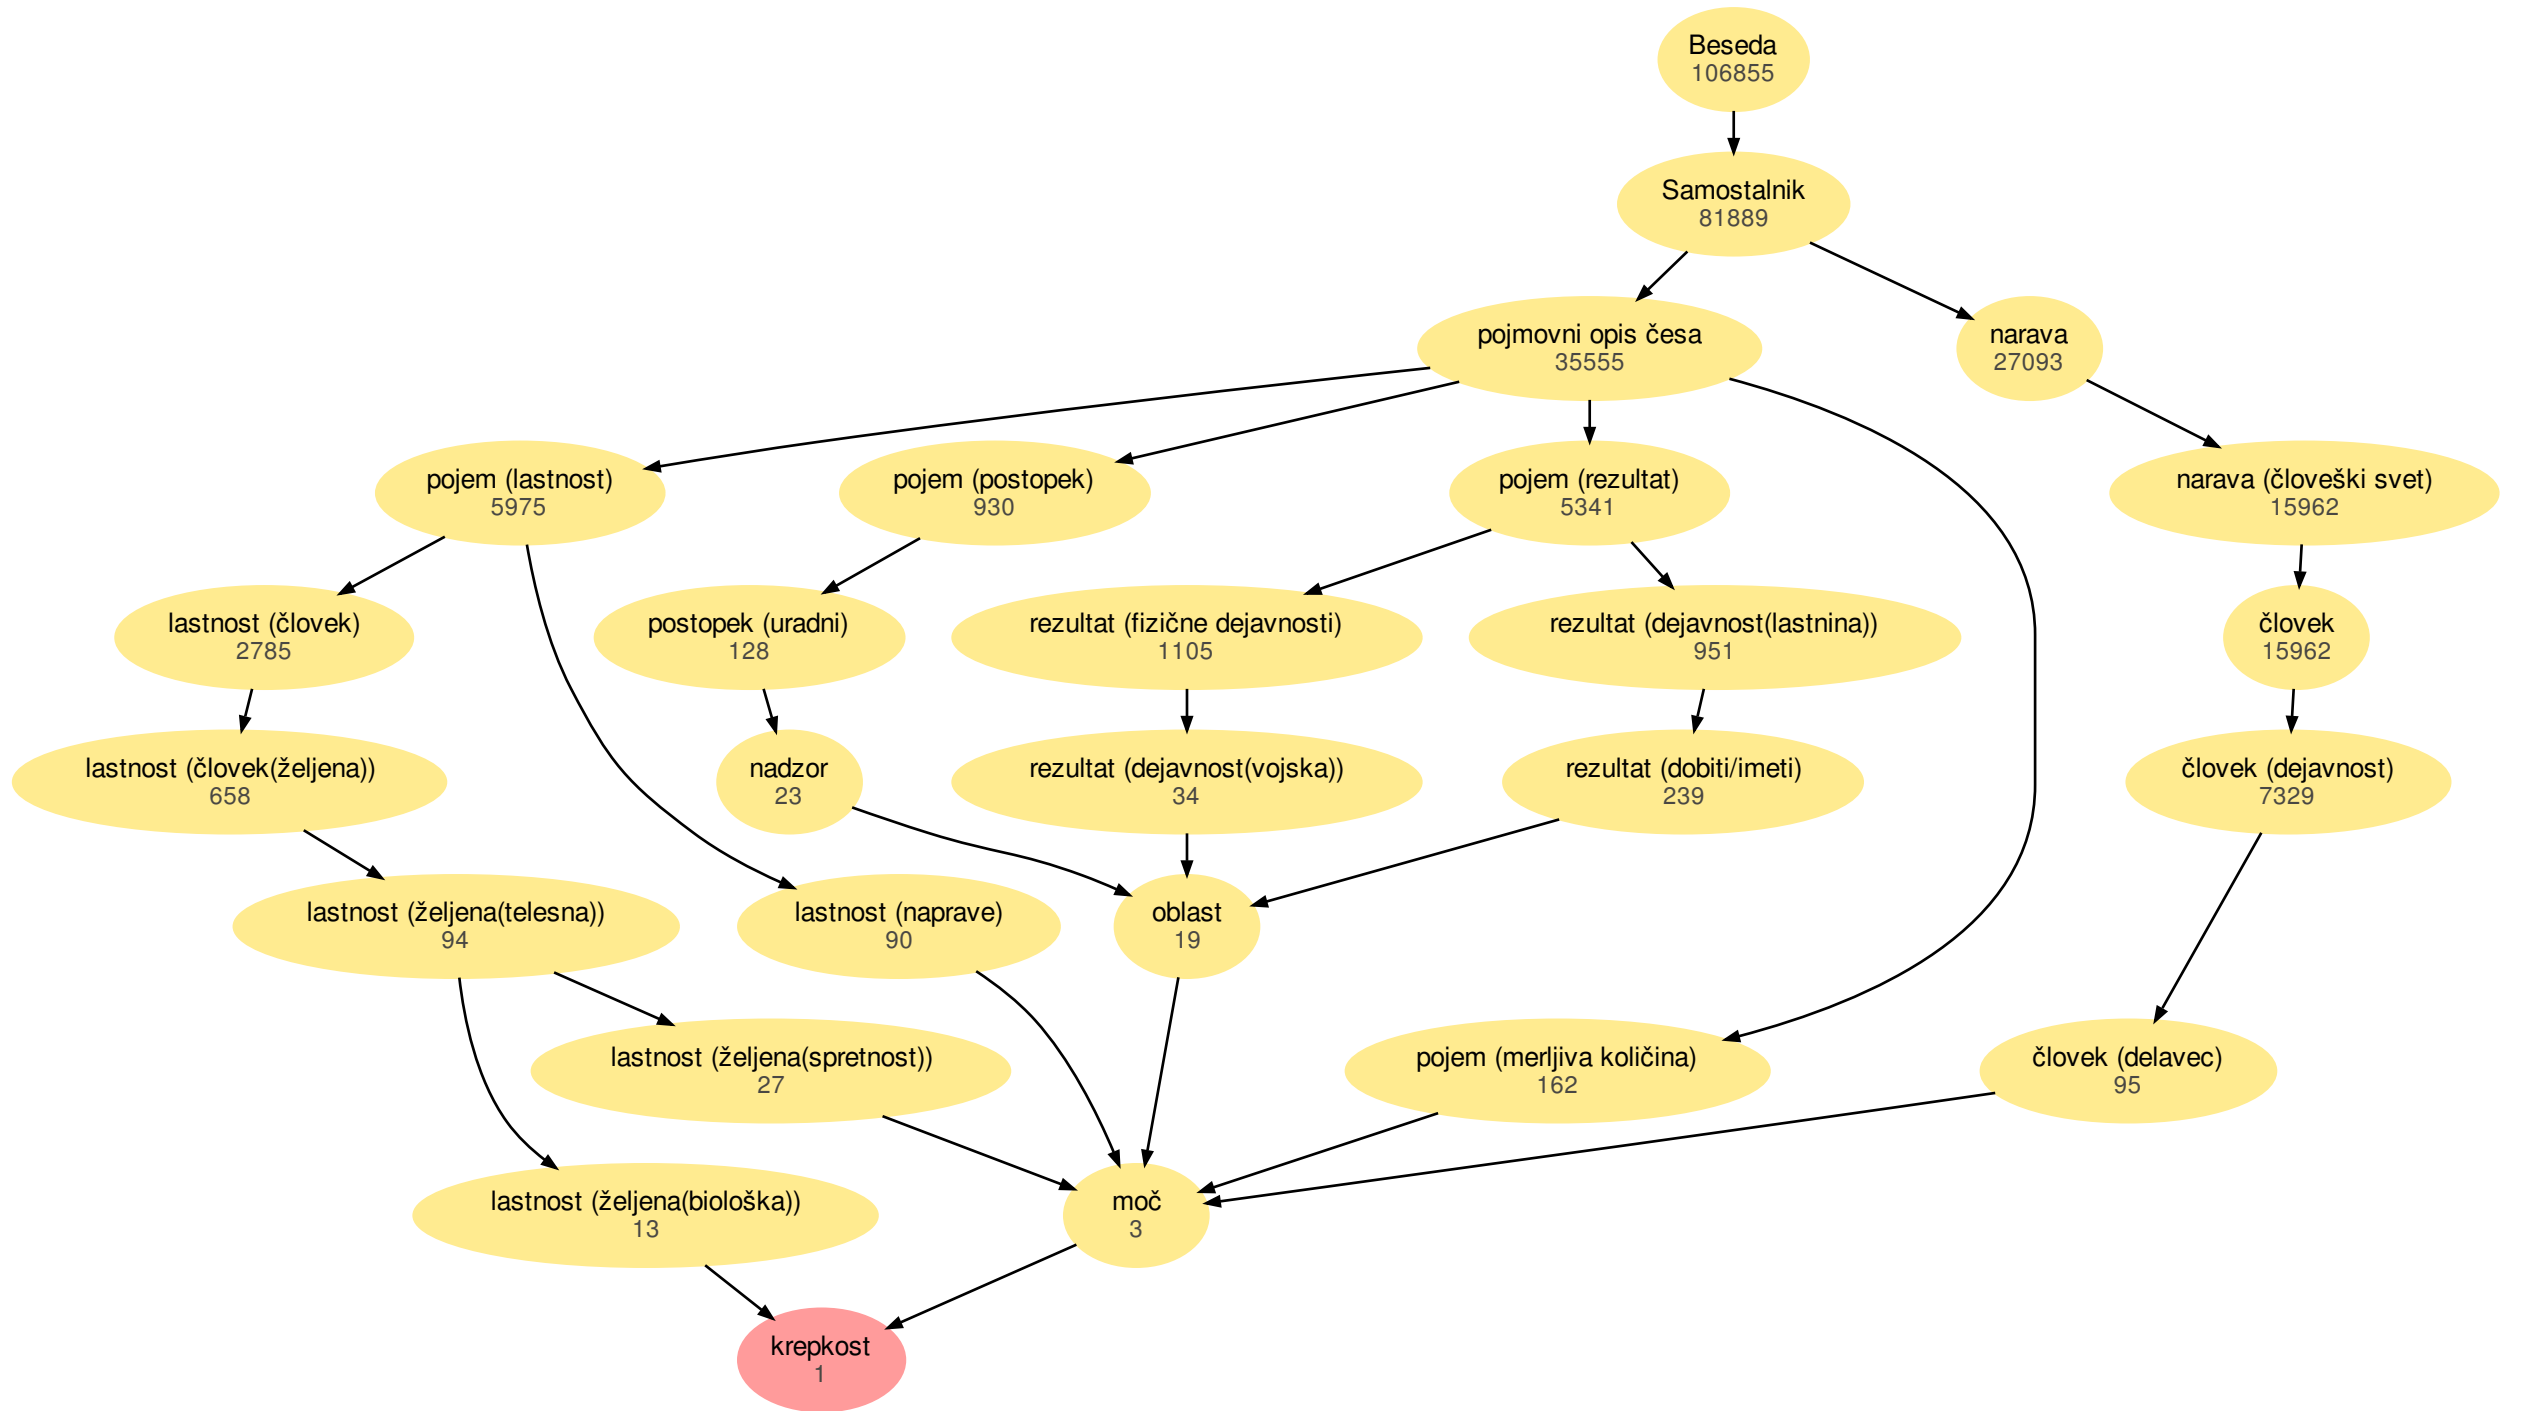 Beseda
106855
Samostalnik
81889
pojmovni opis česa
35555
narava
27093
pojem (lastnost)
5975
pojem (postopek)
930
pojem (rezultat)
5341
narava (človeški svet)
15962
lastnost (človek)
2785
postopek (uradni)
128
rezultat (fizične dejavnosti)
1105
rezultat (dejavnost(lastnina))
951
človek
15962
lastnost (človek(željena))
658
nadzor
23
rezultat (dejavnost(vojska))
34
rezultat (dobiti/imeti)
239
človek (dejavnost)
7329
lastnost (željena(telesna))
94
lastnost (naprave)
90
oblast
19
lastnost (željena(spretnost))
27
pojem (merljiva količina)
162
človek (delavec)
95
lastnost (željena(biološka))
13
moč
3
krepkost
1